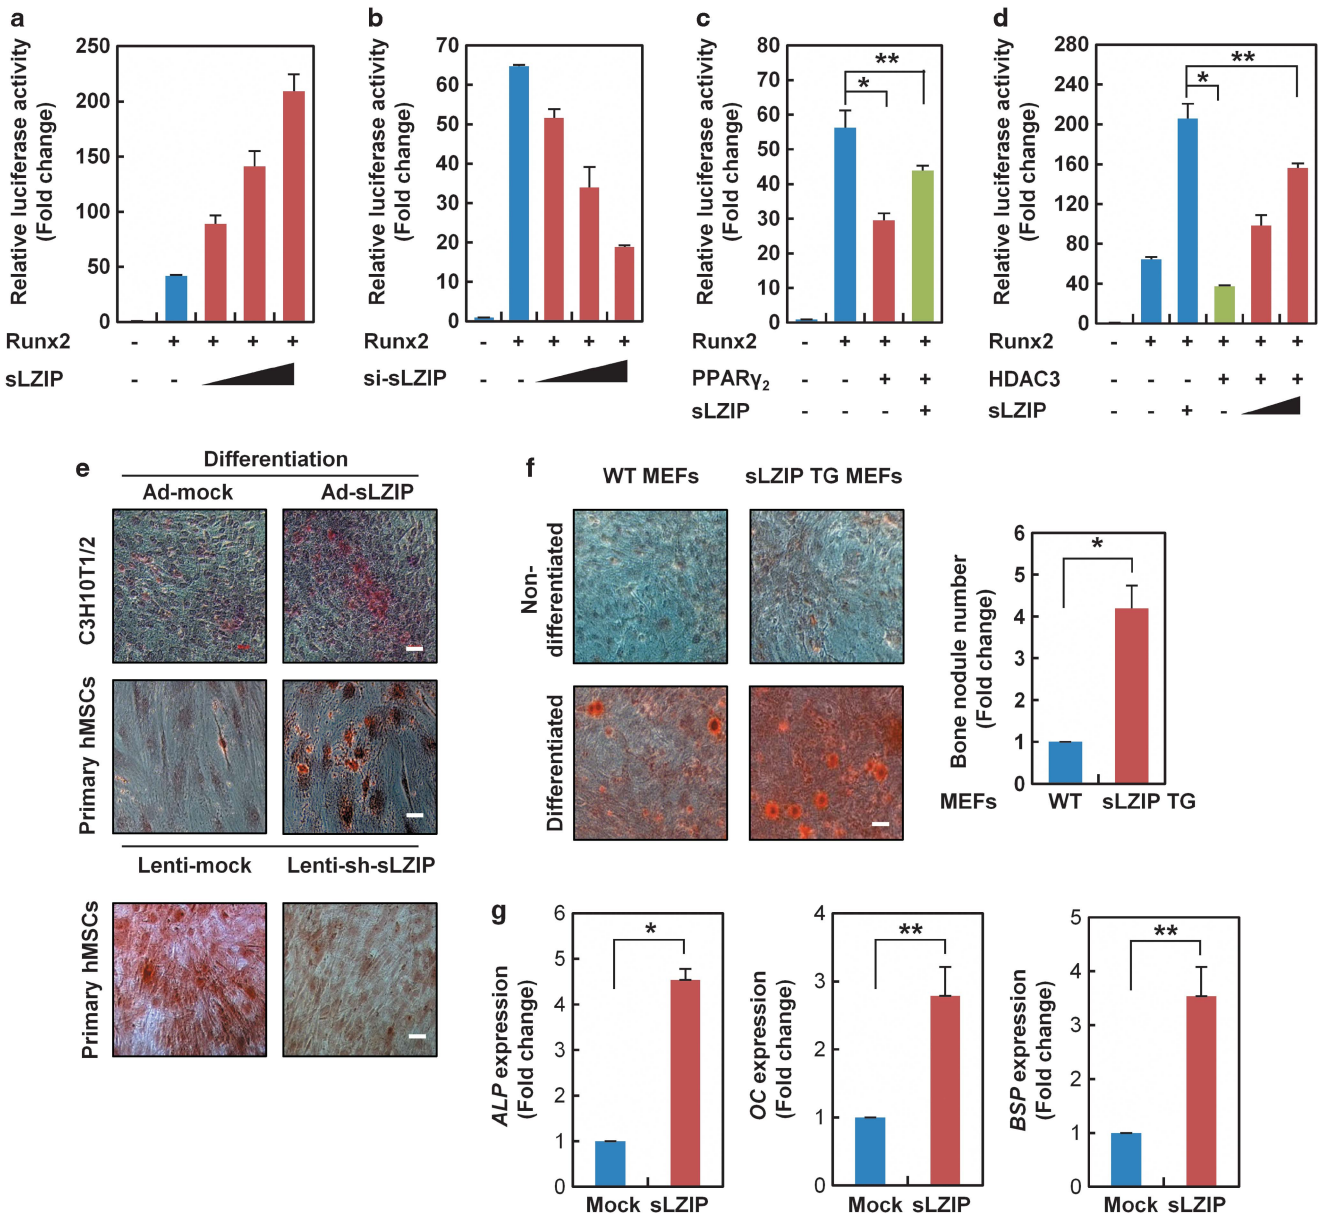 a
Relative luciferase activity
(Fold change)
250
200
150
100
50
0
Runx2 - + + + +
sLZIP - -
b
Relative luciferase activity
(Fold change)
70
60
50
40
30
20
10
0
Runx2 - + + + +
si-sLZIP - -
c
Relative luciferase activity
(Fold change)
80
70
60
50
40
30
20
10
0
* **
Runx2 - + + +
PPARγ2 - - + +
sLZIP - - - +
d
Relative luciferase activity
(Fold change)
280
240
200
160
120
80
40
0
* **
Runx2 - + + + + +
HDAC3 - - - + + +
sLZIP - - + -
e
Differentiation
Ad-mock Ad-sLZIP
C3H10T1/2
Primary hMSCs
Lenti-mock Lenti-sh-sLZIP
Primary hMSCs
f
WT MEFs sLZIP TG MEFs
Non-
differentiated
Differentiated
Bone nodule number
(Fold change)
6
5
4
3
2
1
0
*
MEFs WT sLZIP TG
g
ALP expression
(Fold change)
6
5
4
3
2
1
0
*
Mock sLZIP
OC expression
(Fold change)
4
3
2
1
0
**
Mock sLZIP
BSP expression
(Fold change)
5
4
3
2
1
0
**
Mock sLZIP